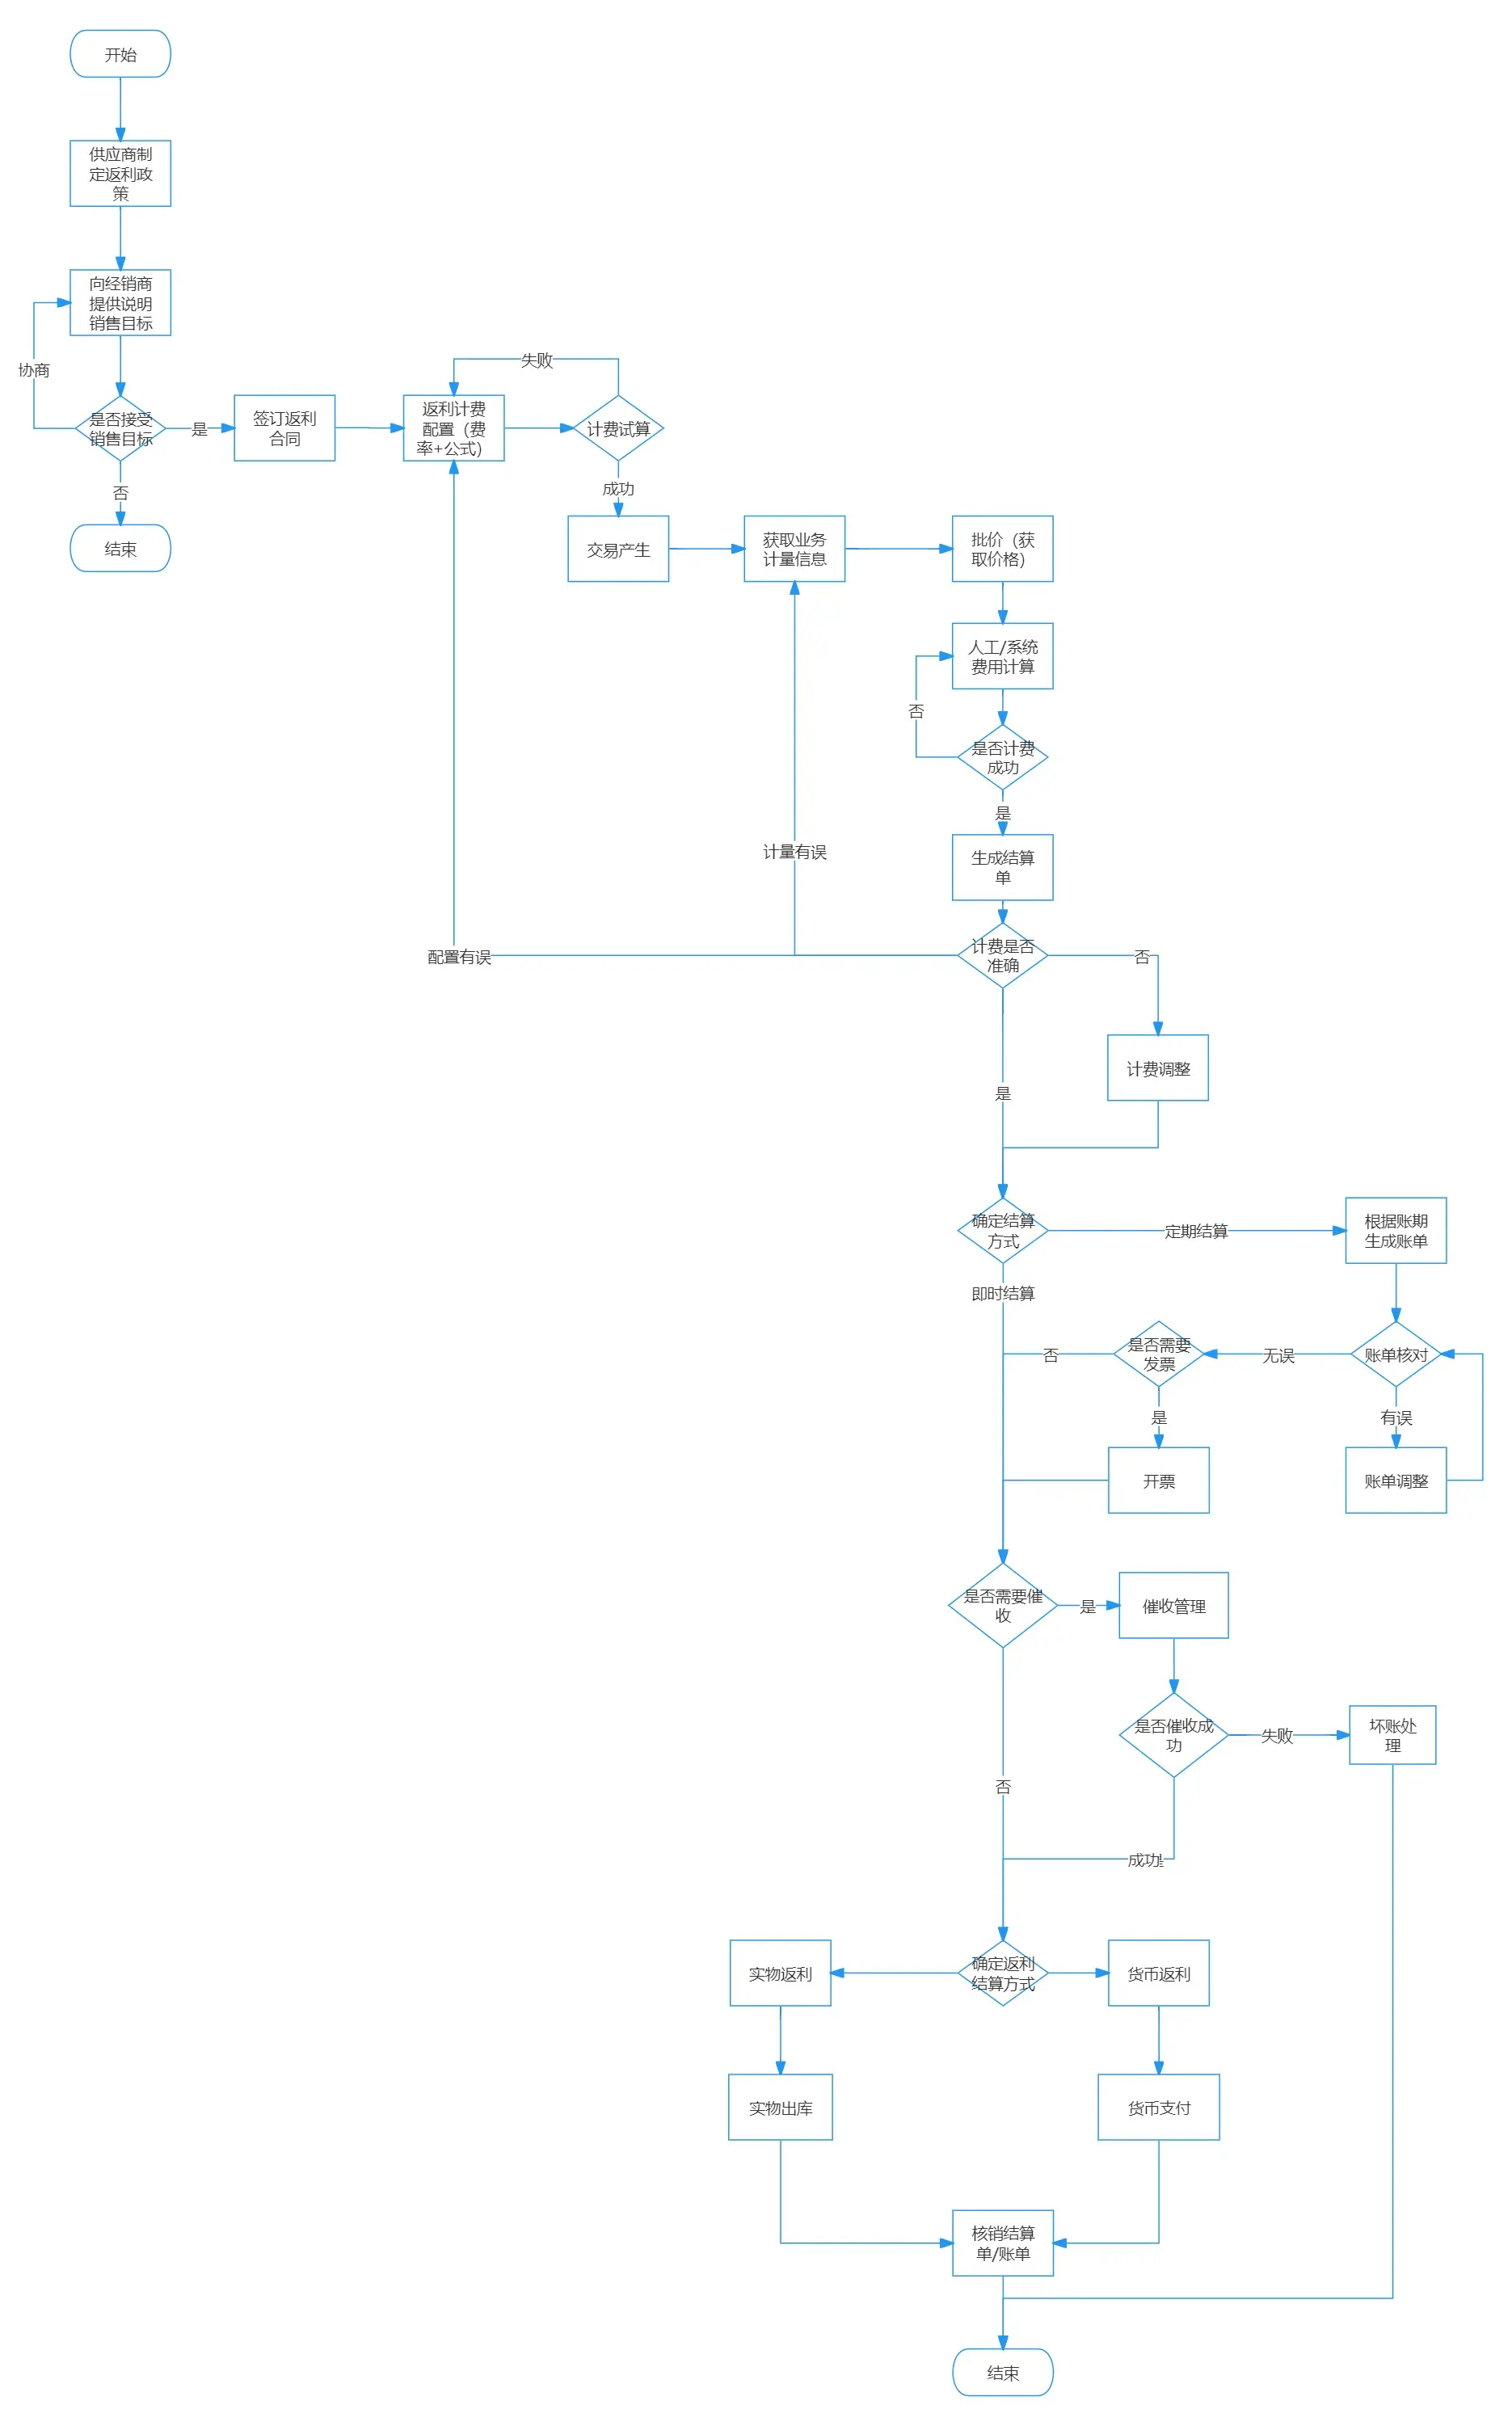 开始
供应商制
定返利政
策
向经销商
提供说明
销售目标
协商
是否接受
销售目标
是
签订返利
合同
否
结束
失败
返利计费
配置（费
率+公式）
计费试算
成功
交易产生
获取业务
计量信息
批价（获
取价格）
人工/系统
费用计算
否
是否计费
成功
是
生成结算
单
计量有误
配置有误
计费是否
准确
否
计费调整
是
确定结算
方式
定期结算
根据账期
生成账单
即时结算
否
是否需要
发票
无误
账单核对
是
有误
开票
账单调整
是否需要催
收
是
催收管理
是否催收成
功
失败
坏账处
理
否
成功
实物返利
确定返利
结算方式
货币返利
实物出库
货币支付
核销结算
单/账单
结束